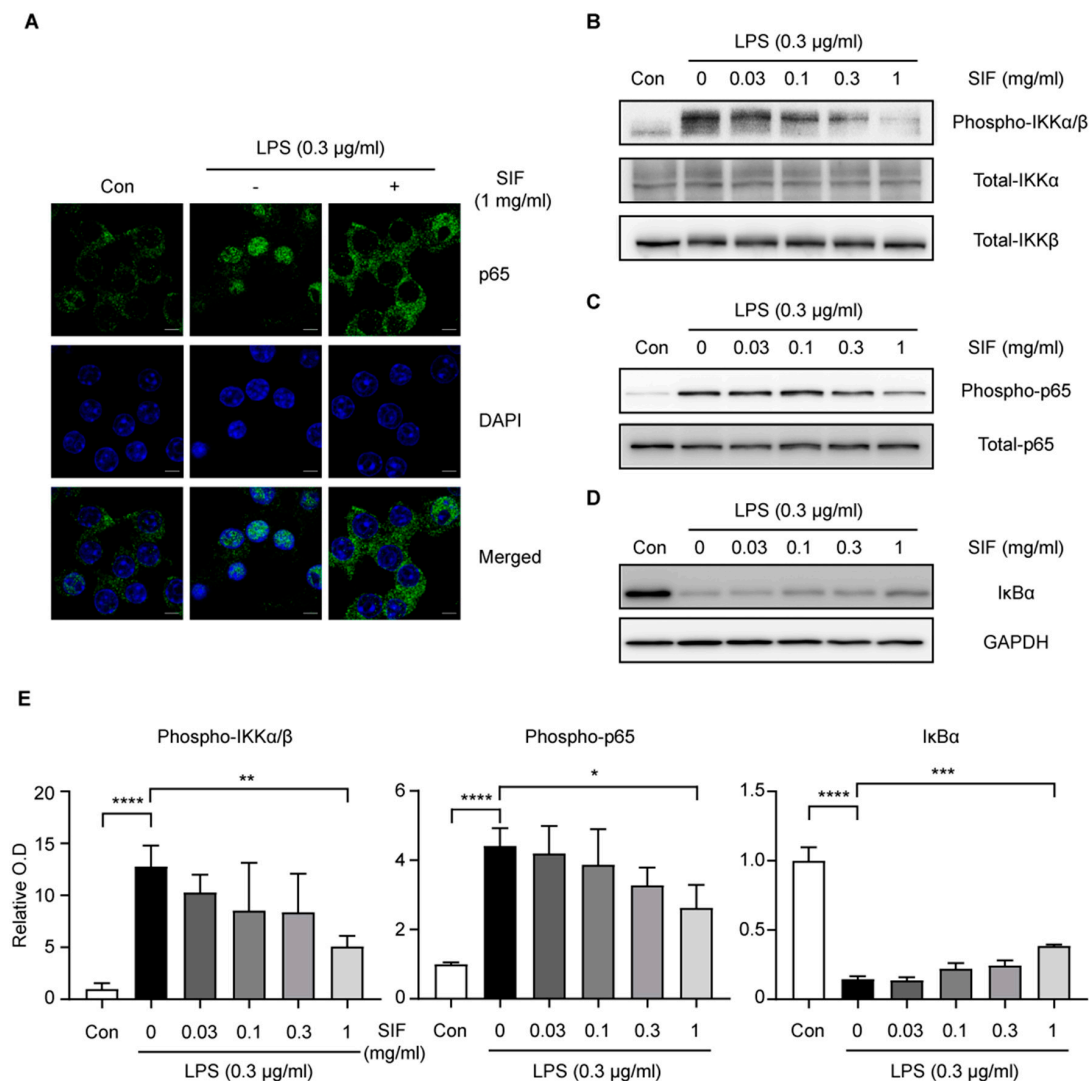 A
LPS (0.3 µg/ml)
Con
-
+
SIF
(1 mg/ml)
p65
DAPI
Merged
B
LPS (0.3 µg/ml)
Con 0 0.03 0.1 0.3 1 SIF (mg/ml)
Phospho-IKKα/β
Total-IKKα
Total-IKKβ
C
LPS (0.3 µg/ml)
Con 0 0.03 0.1 0.3 1 SIF (mg/ml)
Phospho-p65
Total-p65
D
LPS (0.3 µg/ml)
Con 0 0.03 0.1 0.3 1 SIF (mg/ml)
IκBα
GAPDH
E
Phospho-IKKα/β
Relative O.D
20
15
10
5
0
****
**
Con 0 0.03 0.1 0.3 1 SIF
(mg/ml)
LPS (0.3 µg/ml)
Phospho-p65
6
4
2
0
****
*
Con 0 0.03 0.1 0.3 1
LPS (0.3 µg/ml)
IκBα
1.5
1.0
0.5
0
****
***
Con 0 0.03 0.1 0.3 1
LPS (0.3 µg/ml)